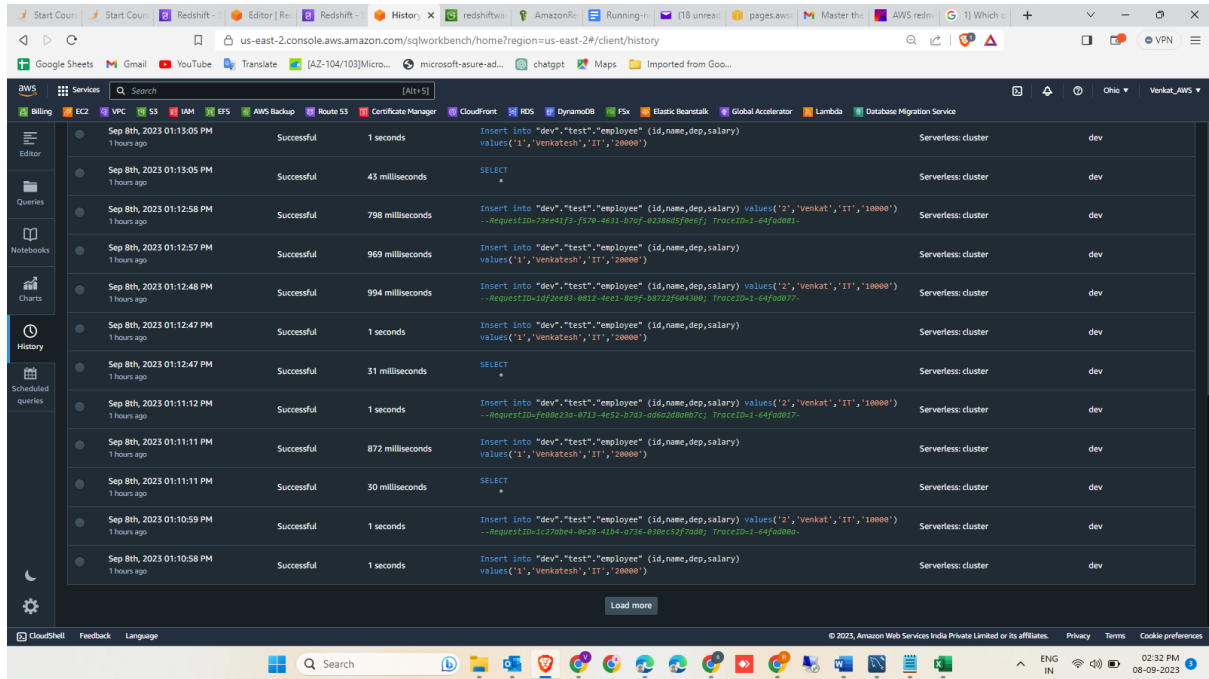 Start Cours
Start Cours
Redshift -
Editor | Red
Redshift -
History
redshiftwa
AmazonRe
Running-n
(18 unread
pages.aws
Master the
AWS redire
1) Which o
us-east-2.console.aws.amazon.com/sqlworkbench/home?region=us-east-2#/client/history
VPN
Google Sheets
Gmail
YouTube
Translate
[AZ-104/103]Micro...
microsoft-asure-ad...
chatgpt
Maps
Imported from Goo...
aws
Services
Search
[Alt+S]
Ohio
Venkat_AWS
Billing
EC2
VPC
S3
IAM
EFS
AWS Backup
Route 53
Certificate Manager
CloudFront
RDS
DynamoDB
FSx
Elastic Beanstalk
Global Accelerator
Lambda
Database Migration Service
Editor
Queries
Notebooks
Charts
History
Scheduled
queries
Sep 8th, 2023 01:13:05 PM
1 hours ago
Successful
1 seconds
Insert into "dev"."test"."employee" (id,name,dep,salary)
values('1','Venkatesh','IT','20000')
Serverless: cluster
dev
Sep 8th, 2023 01:13:05 PM
1 hours ago
Successful
43 milliseconds
SELECT
*
Serverless: cluster
dev
Sep 8th, 2023 01:12:58 PM
1 hours ago
Successful
798 milliseconds
Insert into "dev"."test"."employee" (id,name,dep,salary) values('2','Venkat','IT','10000')
--RequestID=73ee41f3-f570-4631-b7af-02386d5f0e6f; TraceID=1-64fad081-
Serverless: cluster
dev
Sep 8th, 2023 01:12:57 PM
1 hours ago
Successful
969 milliseconds
Insert into "dev"."test"."employee" (id,name,dep,salary)
values('1','Venkatesh','IT','20000')
Serverless: cluster
dev
Sep 8th, 2023 01:12:48 PM
1 hours ago
Successful
994 milliseconds
Insert into "dev"."test"."employee" (id,name,dep,salary) values('2','Venkat','IT','10000')
--RequestID=1df2ee83-0812-4ee1-8e9f-b8722f604300; TraceID=1-64fad077-
Serverless: cluster
dev
Sep 8th, 2023 01:12:47 PM
1 hours ago
Successful
1 seconds
Insert into "dev"."test"."employee" (id,name,dep,salary)
values('1','Venkatesh','IT','20000')
Serverless: cluster
dev
Sep 8th, 2023 01:12:47 PM
1 hours ago
Successful
31 milliseconds
SELECT
*
Serverless: cluster
dev
Sep 8th, 2023 01:11:12 PM
1 hours ago
Successful
1 seconds
Insert into "dev"."test"."employee" (id,name,dep,salary) values('2','Venkat','IT','10000')
--RequestID=fe08e23a-0713-4e52-b7d3-ad6a2d8a0b7c; TraceID=1-64fad017-
Serverless: cluster
dev
Sep 8th, 2023 01:11:11 PM
1 hours ago
Successful
872 milliseconds
Insert into "dev"."test"."employee" (id,name,dep,salary)
values('1','Venkatesh','IT','20000')
Serverless: cluster
dev
Sep 8th, 2023 01:11:11 PM
1 hours ago
Successful
30 milliseconds
SELECT
*
Serverless: cluster
dev
Sep 8th, 2023 01:10:59 PM
1 hours ago
Successful
1 seconds
Insert into "dev"."test"."employee" (id,name,dep,salary) values('2','Venkat','IT','10000')
--RequestID=1c27abe4-0e28-41b4-a736-030ec52f7ad0; TraceID=1-64fad00a-
Serverless: cluster
dev
Sep 8th, 2023 01:10:58 PM
1 hours ago
Successful
1 seconds
Insert into "dev"."test"."employee" (id,name,dep,salary)
values('1','Venkatesh','IT','20000')
Serverless: cluster
dev
Load more
CloudShell
Feedback
Language
© 2023, Amazon Web Services India Private Limited or its affiliates.
Privacy
Terms
Cookie preferences
Search
ENG
IN
02:32 PM
08-09-2023
3